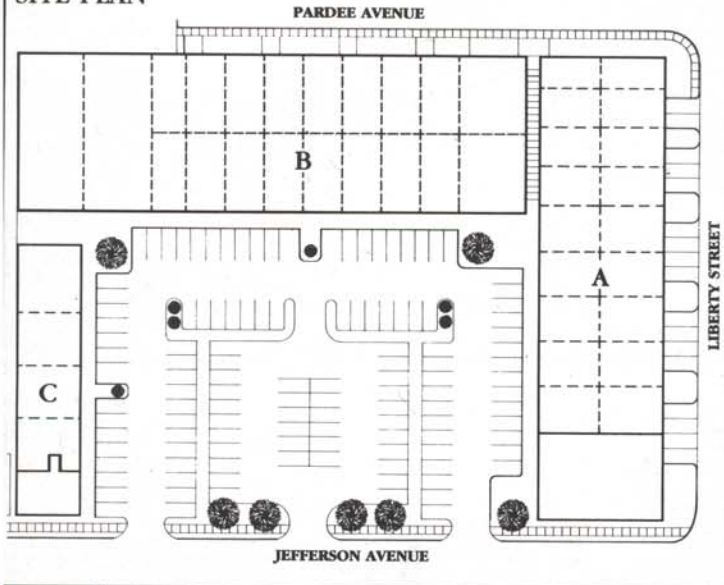 SITE PLAN
PARDEE AVENUE
B
A
LIBERTY STREET
C
JEFFERSON AVENUE